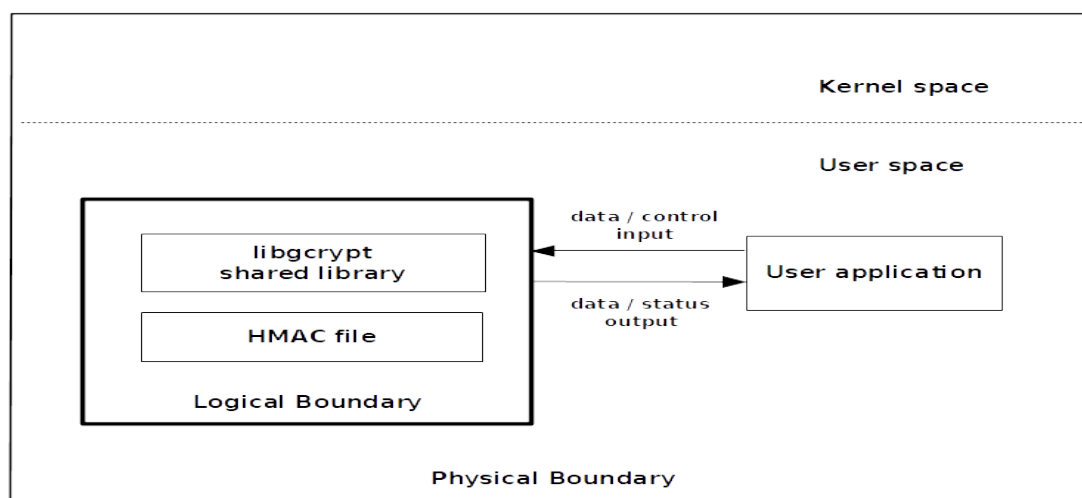 Kernel space
User space
data / control
input
libgcrypt
shared library
User application
data / status
output
HMAC file
Logical Boundary
Physical Boundary